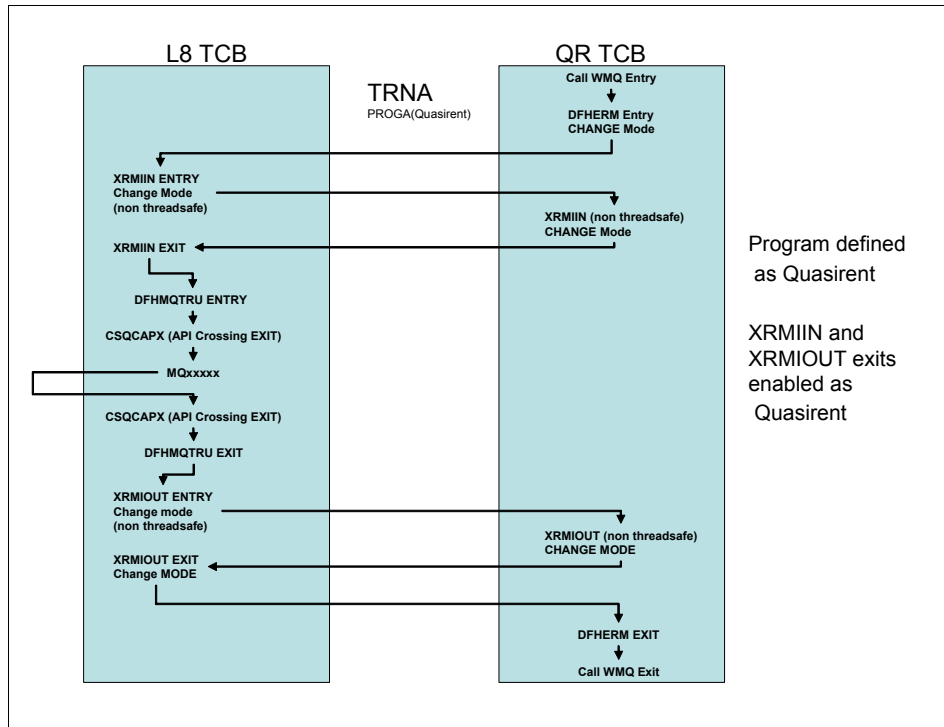 L8 TCB
QR TCB
TRNA
PROGA(Quasirent)
Call WMQ Entry
DFHERM Entry
CHANGE Mode
XRMIIN ENTRY
Change Mode
(non threadsafe)
XRMIIN (non threadsafe)
CHANGE Mode
XRMIIN EXIT
DFHMQTRU ENTRY
CSQCAPX (API Crossing EXIT)
MQxxxxx
CSQCAPX (API Crossing EXIT)
DFHMQTRU EXIT
XRMIOUT ENTRY
Change mode
(non threadsafe)
XRMIOUT (non threadsafe)
CHANGE MODE
XRMIOUT EXIT
Change MODE
DFHERM EXIT
Call WMQ Exit
Program defined
as Quasirent
XRMIIN and
XRMIOUT exits
enabled as
Quasirent